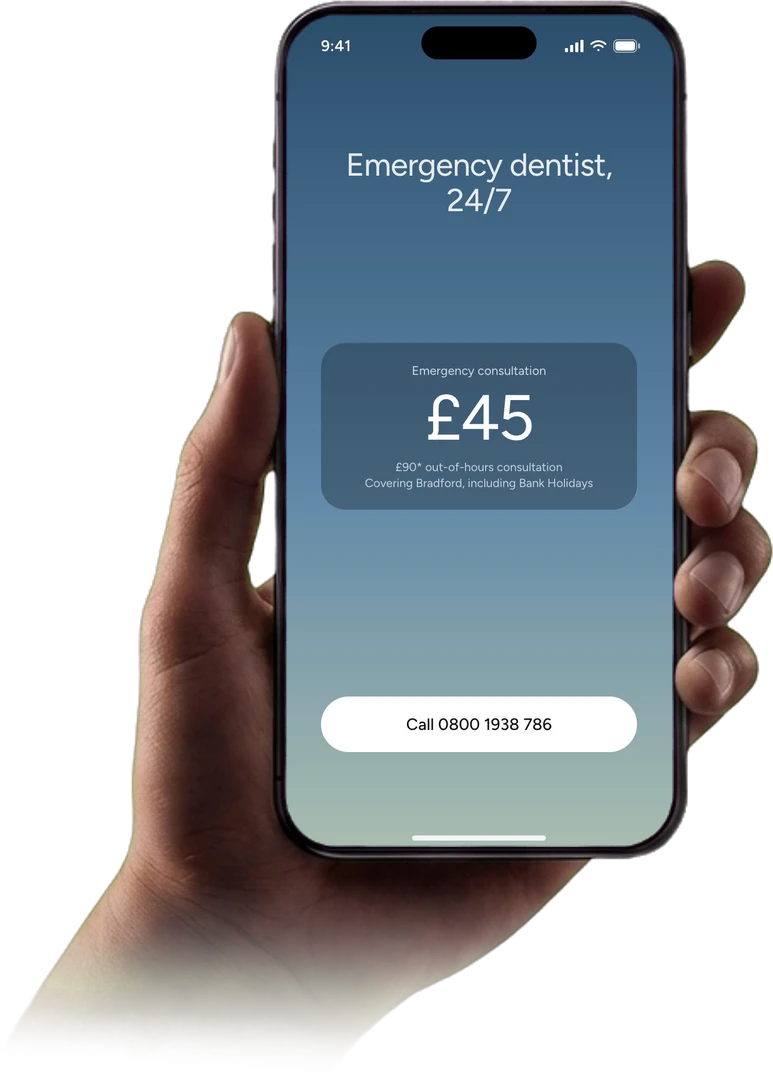 9:41
Emergency dentist,
24/7
Emergency consultation
£45
£90* out-of-hours consultation
Covering Bradford, including Bank Holidays
Call 0800 1938 786